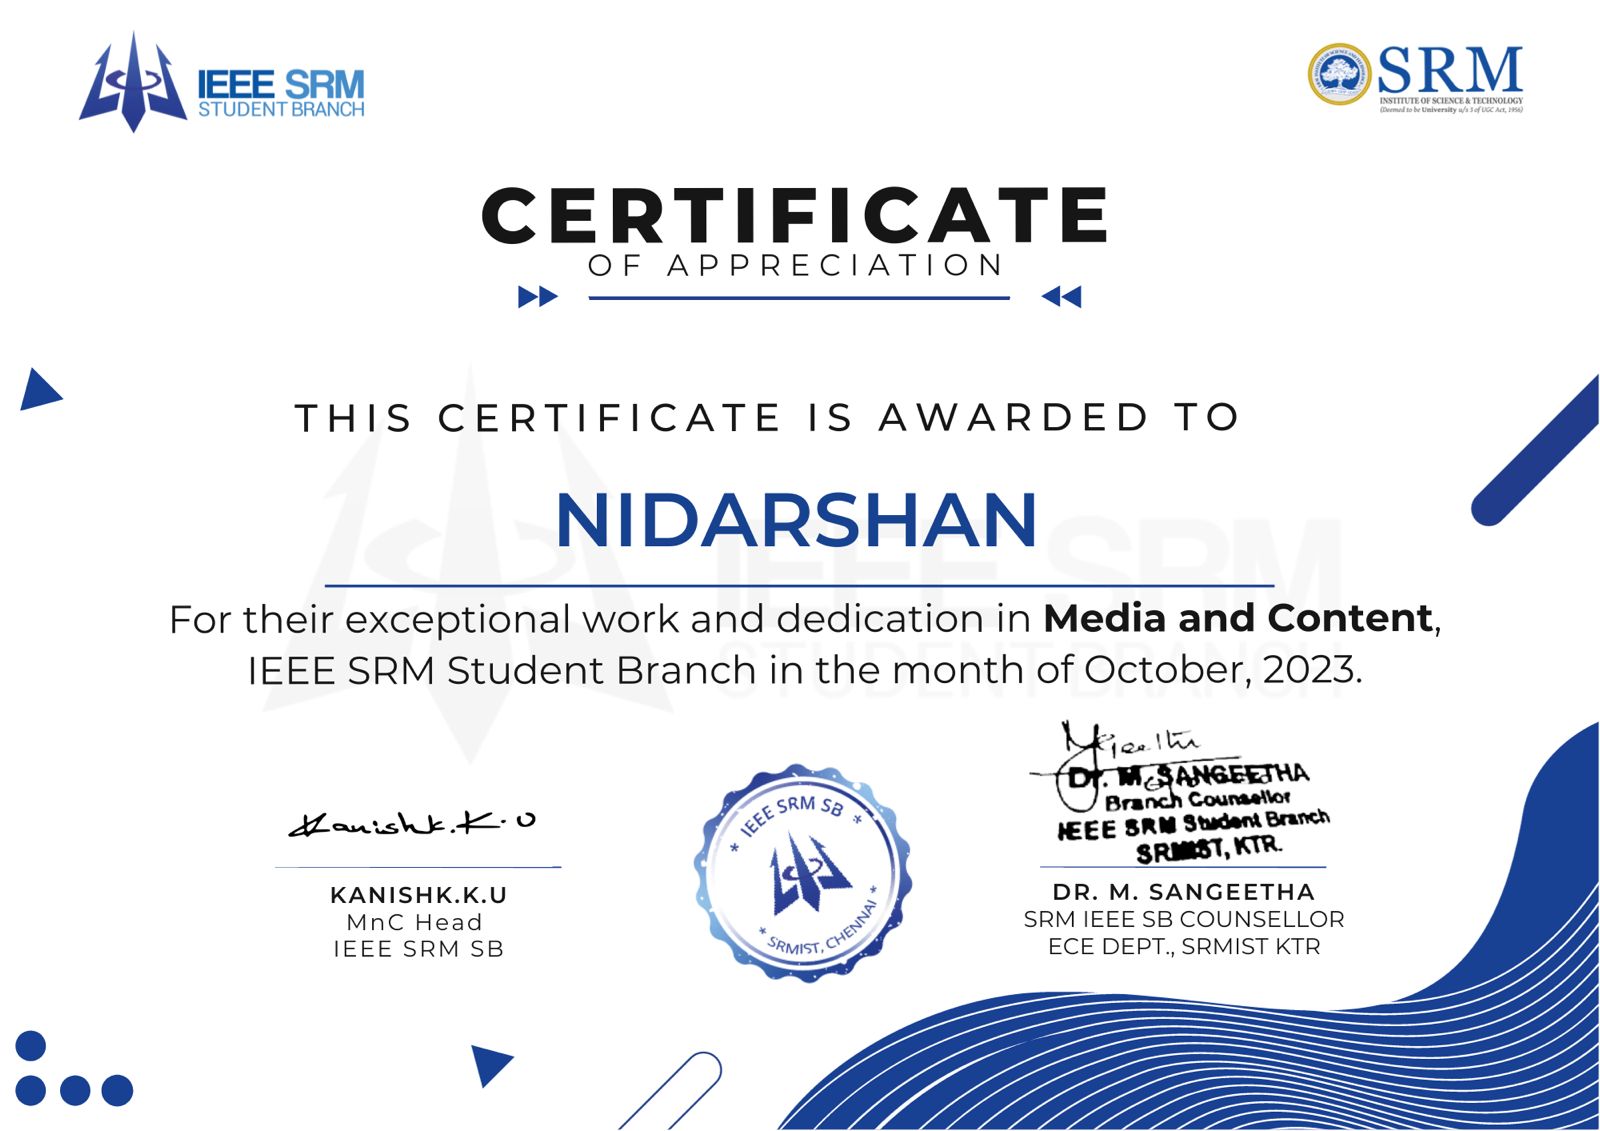 IEEE SRM
STUDENT BRANCH
SRM
INSTITUTE OF SCIENCE & TECHNOLOGY
(Deemed to be University u/s 3 of UGC Act, 1956)
CERTIFICATE
OF APPRECIATION
THIS CERTIFICATE IS AWARDED TO
NIDARSHAN
For their exceptional work and dedication in Media and Content,
IEEE SRM Student Branch in the month of October, 2023.
IEEE SRM
STUDENT BRANCH
Kanishk.K.U
KANISHK.K.U
MnC Head
IEEE SRM SB
* IEEE SRM SB *
* SRMIST, CHENNAI *
Dr. M. SANGEETHA
Branch Counsellor
IEEE SRM Student Branch
SRMIST, KTR.
DR. M. SANGEETHA
SRM IEEE SB COUNSELLOR
ECE DEPT., SRMIST KTR